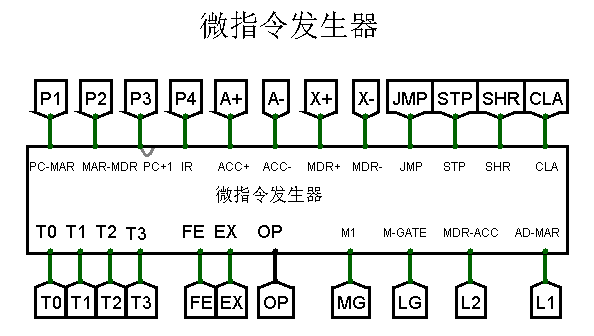 微指令发生器
P1 P2 P3 P4 A+ A- X+ X- JMP STP SHR CLA
PC-MAR MAR-MDR PC+1 IR ACC+ ACC- MDR+ MDR- JMP STP SHR CLA
微指令发生器
T0 T1 T2 T3 FE EX OP M1 M-GATE MDR-ACC AD-MAR
T0 T1 T2 T3 FE EX OP MG LG L2 L1